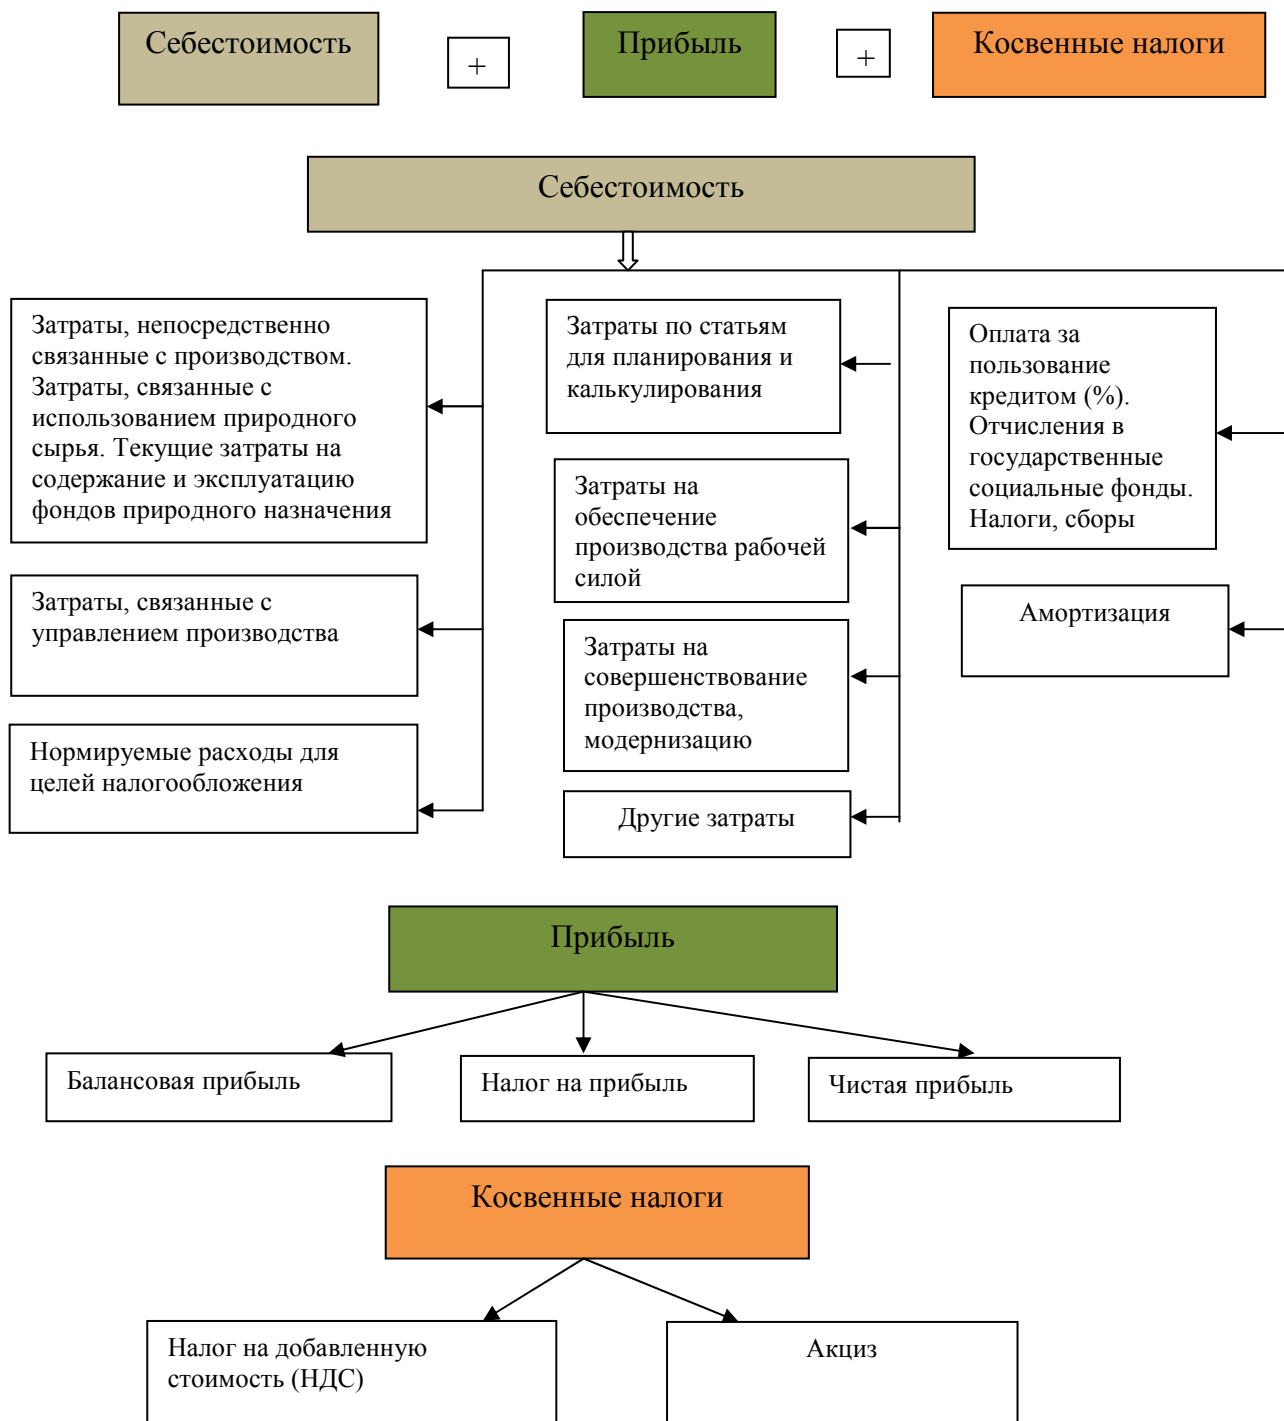 Себестоимость
+
Прибыль
+
Косвенные налоги
Себестоимость
Затраты, непосредственно
связанные с производством.
Затраты, связанные с
использованием природного
сырья. Текущие затраты на
содержание и эксплуатацию
фондов природного назначения
Затраты, связанные с
управлением производства
Нормируемые расходы для
целей налогообложения
Затраты по статьям
для планирования и
калькулирования
Затраты на
обеспечение
производства рабочей
силой
Затраты на
совершенствование
производства,
модернизацию
Другие затраты
Оплата за
пользование
кредитом (%).
Отчисления в
государственные
социальные фонды.
Налоги, сборы
Амортизация
Прибыль
Балансовая прибыль
Налог на прибыль
Чистая прибыль
Косвенные налоги
Налог на добавленную
стоимость (НДС)
Акциз